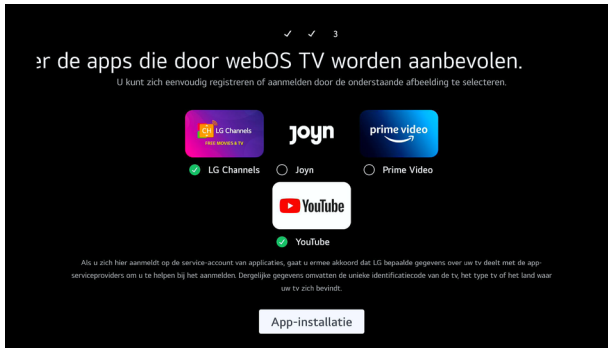 3
er de apps die door webOS TV worden aanbevolen.
U kunt zich eenvoudig registreren of aanmelden door de onderstaande afbeelding te selecteren.
CH LG Channels
FREE MOVIES & TV
joyn
prime video
LG Channels
Joyn
Prime Video
YouTube
YouTube
Als u zich hier aanmeldt op de service-account van applicaties, gaat u ermee akkoord dat LG bepaalde gegevens over uw tv deelt met de app-
serviceproviders om u te helpen bij het aanmelden. Dergelijke gegevens omvatten de unieke identificatiecode van de tv, het type tv of het land waar
uw tv zich bevindt.
App-installatie